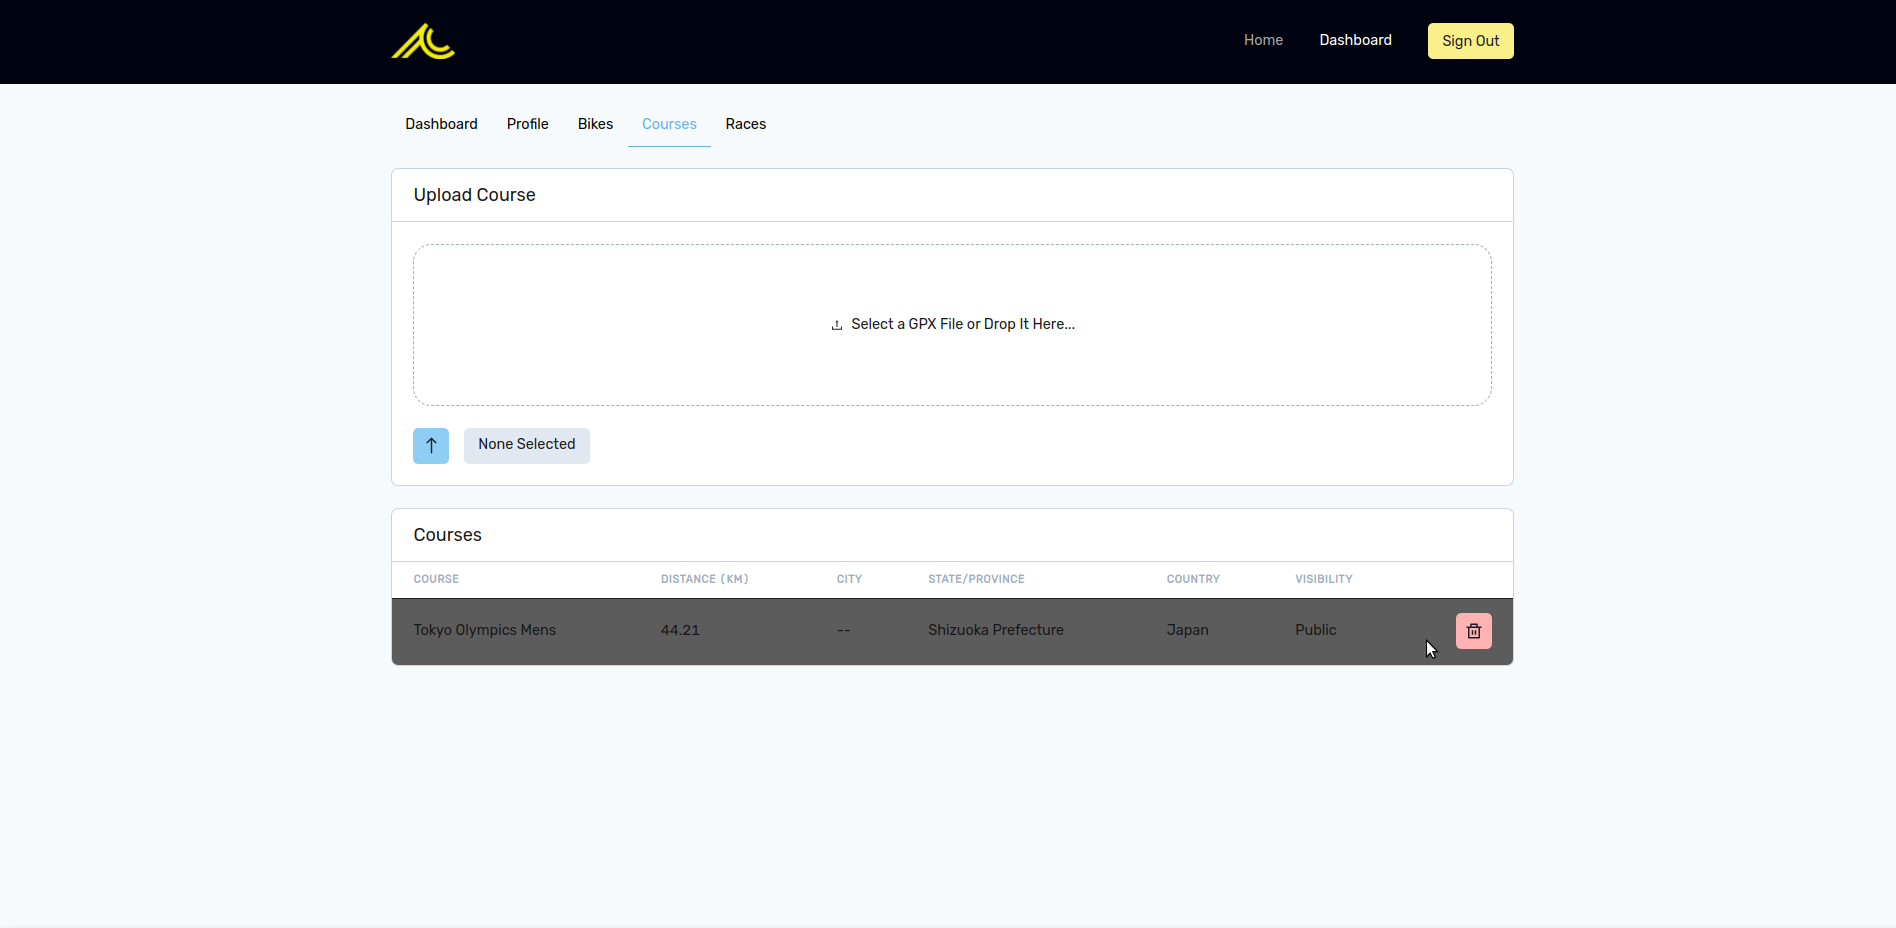 Home Dashboard Sign Out
Dashboard Profile Bikes Courses Races
Upload Course
Select a GPX File or Drop It Here...
None Selected
Courses
COURSE DISTANCE (KM) CITY STATE/PROVINCE COUNTRY VISIBILITY
Tokyo Olympics Mens 44.21 -- Shizuoka Prefecture Japan Public